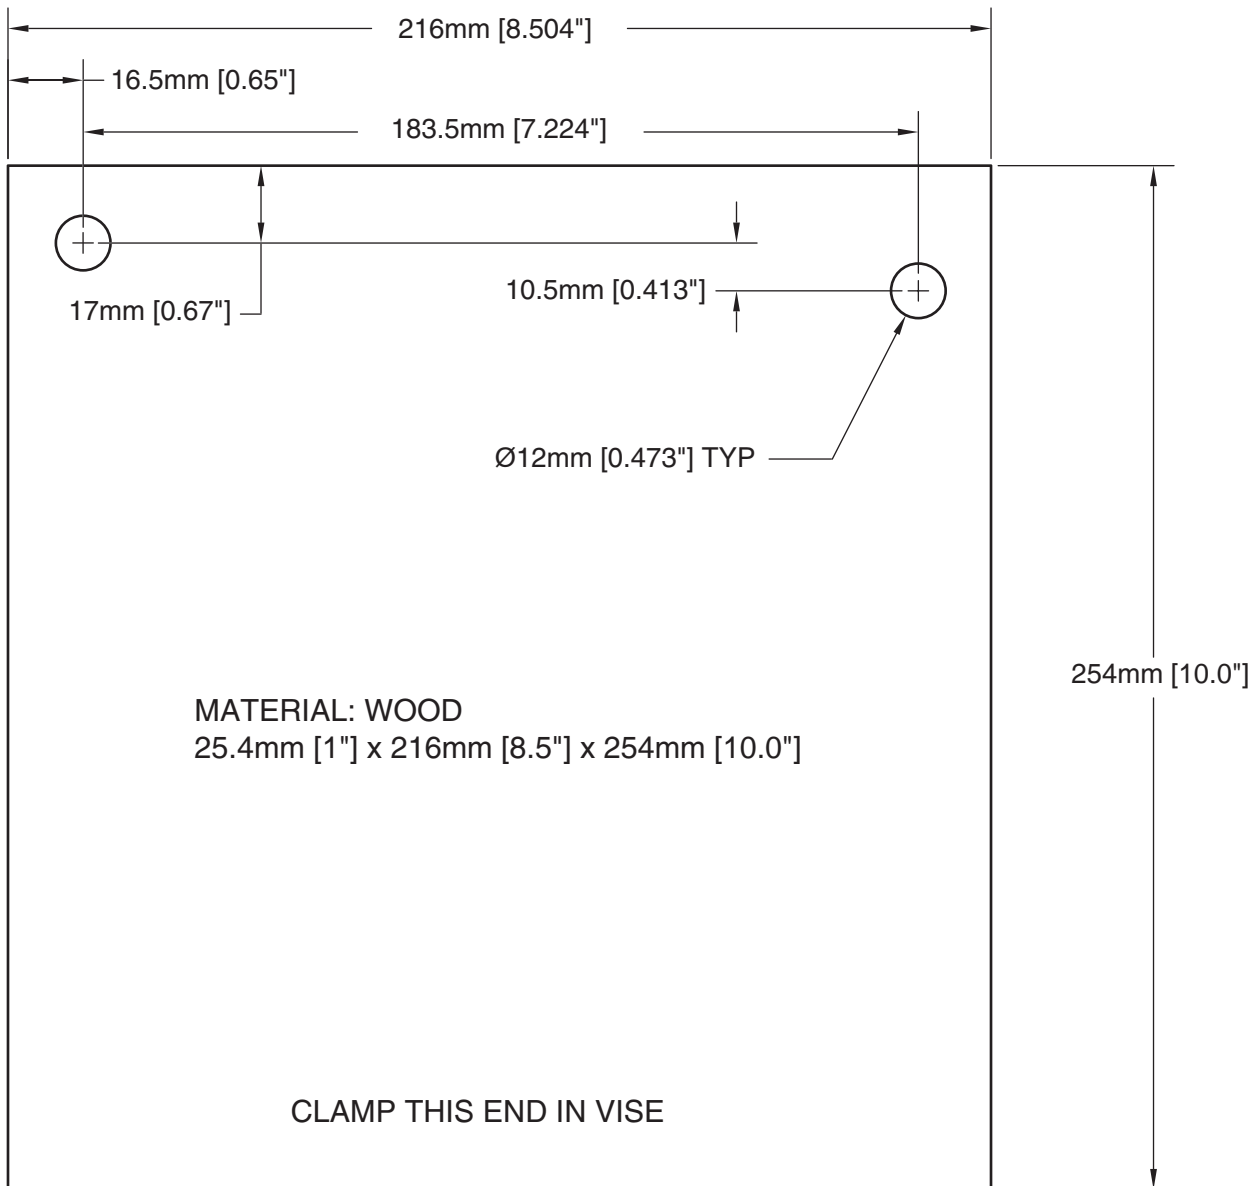 216mm [8.504"]
16.5mm [0.65"]
183.5mm [7.224"]
10.5mm [0.413"]
17mm [0.67"]
Ø12mm [0.473"] TYP
254mm [10.0"]
MATERIAL: WOOD
25.4mm [1"] x 216mm [8.5"] x 254mm [10.0"]
CLAMP THIS END IN VISE